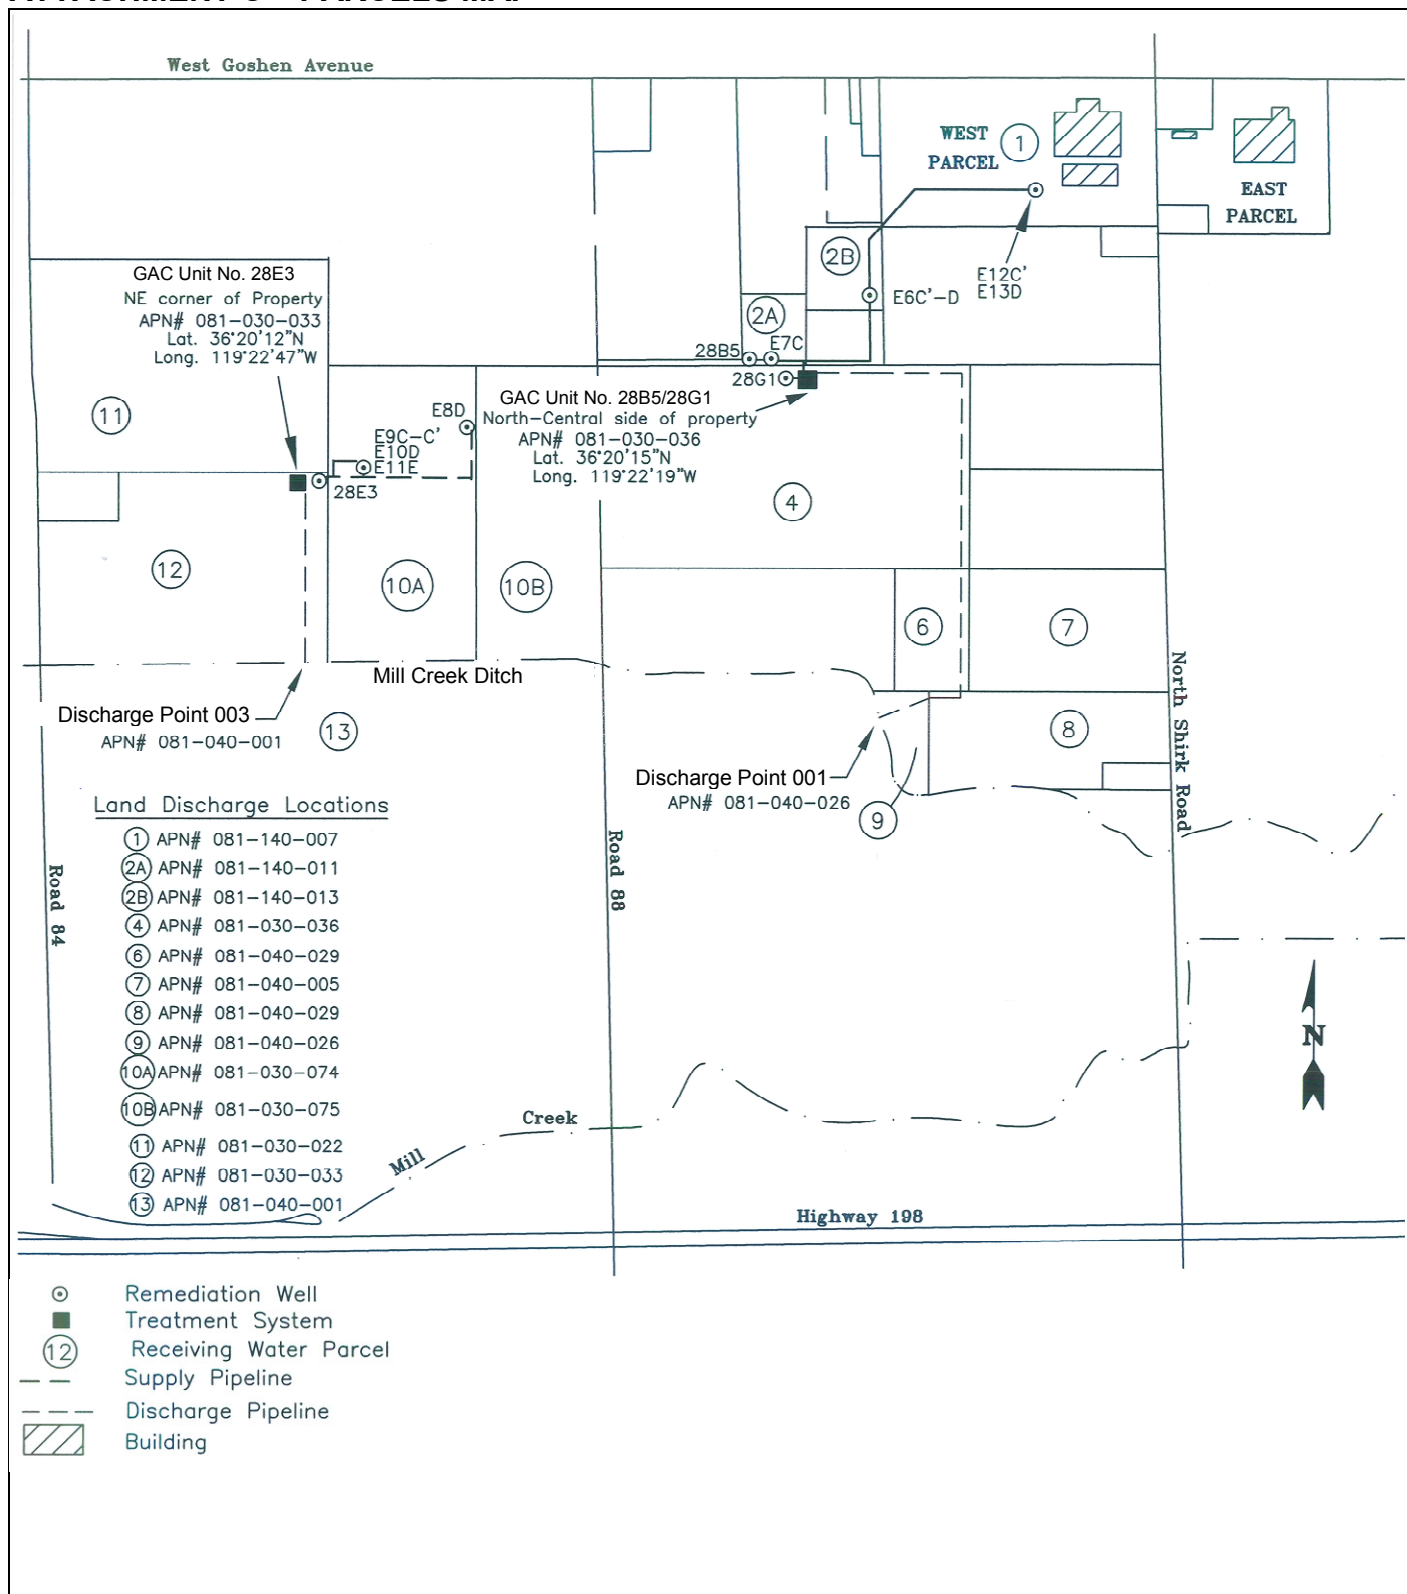 West Goshen Avenue
WEST
PARCEL
1
EAST
PARCEL
GAC Unit No. 28E3
NE corner of Property
APN# 081-030-033
Lat. 36°20'12"N
Long. 119°22'47"W
2B
E12C'
E13D
E6C'-D
2A
28B5
E7C
28G1
GAC Unit No. 28B5/28G1
North-Central side of property
APN# 081-030-036
Lat. 36°20'15"N
Long. 119°22'19"W
11
E8D
E9C-C'
E10D
E11E
28E3
4
12
10A
10B
6
7
Mill Creek Ditch
Discharge Point 003
APN# 081-040-001
13
8
North Shirk Road
Discharge Point 001
APN# 081-040-026
9
Land Discharge Locations
1 APN# 081-140-007
2A APN# 081-140-011
2B APN# 081-140-013
4 APN# 081-030-036
6 APN# 081-040-029
7 APN# 081-040-005
8 APN# 081-040-029
9 APN# 081-040-026
10A APN# 081-030-074
10B APN# 081-030-075
11 APN# 081-030-022
12 APN# 081-030-033
13 APN# 081-040-001
Road 84
Road 88
N
Mill
Creek
Highway 198
Remediation Well
Treatment System
12 Receiving Water Parcel
Supply Pipeline
Discharge Pipeline
Building